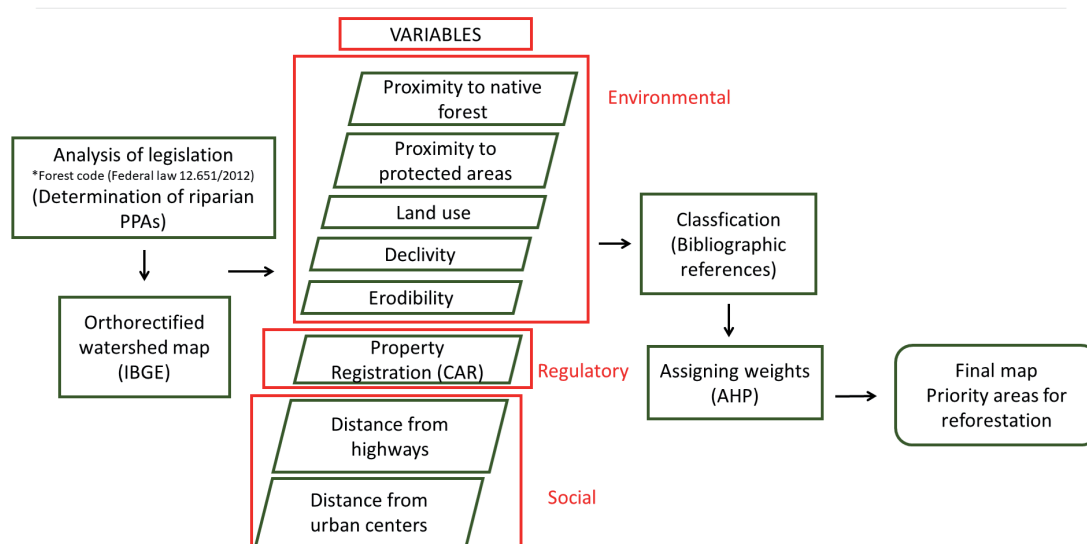 VARIABLES
Proximity to native
forest
Environmental
Proximity to
protected areas
Land use
Declivity
Erodibility
Analysis of legislation
*Forest code (Federal law 12.651/2012)
(Determination of riparian
PPAs)
Orthorectified
watershed map
(IBGE)
Property
Registration (CAR)
Regulatory
Distance from
highways
Distance from
urban centers
Social
Classfication
(Bibliographic
references)
Assigning weights
(AHP)
Final map
Priority areas for
reforestation